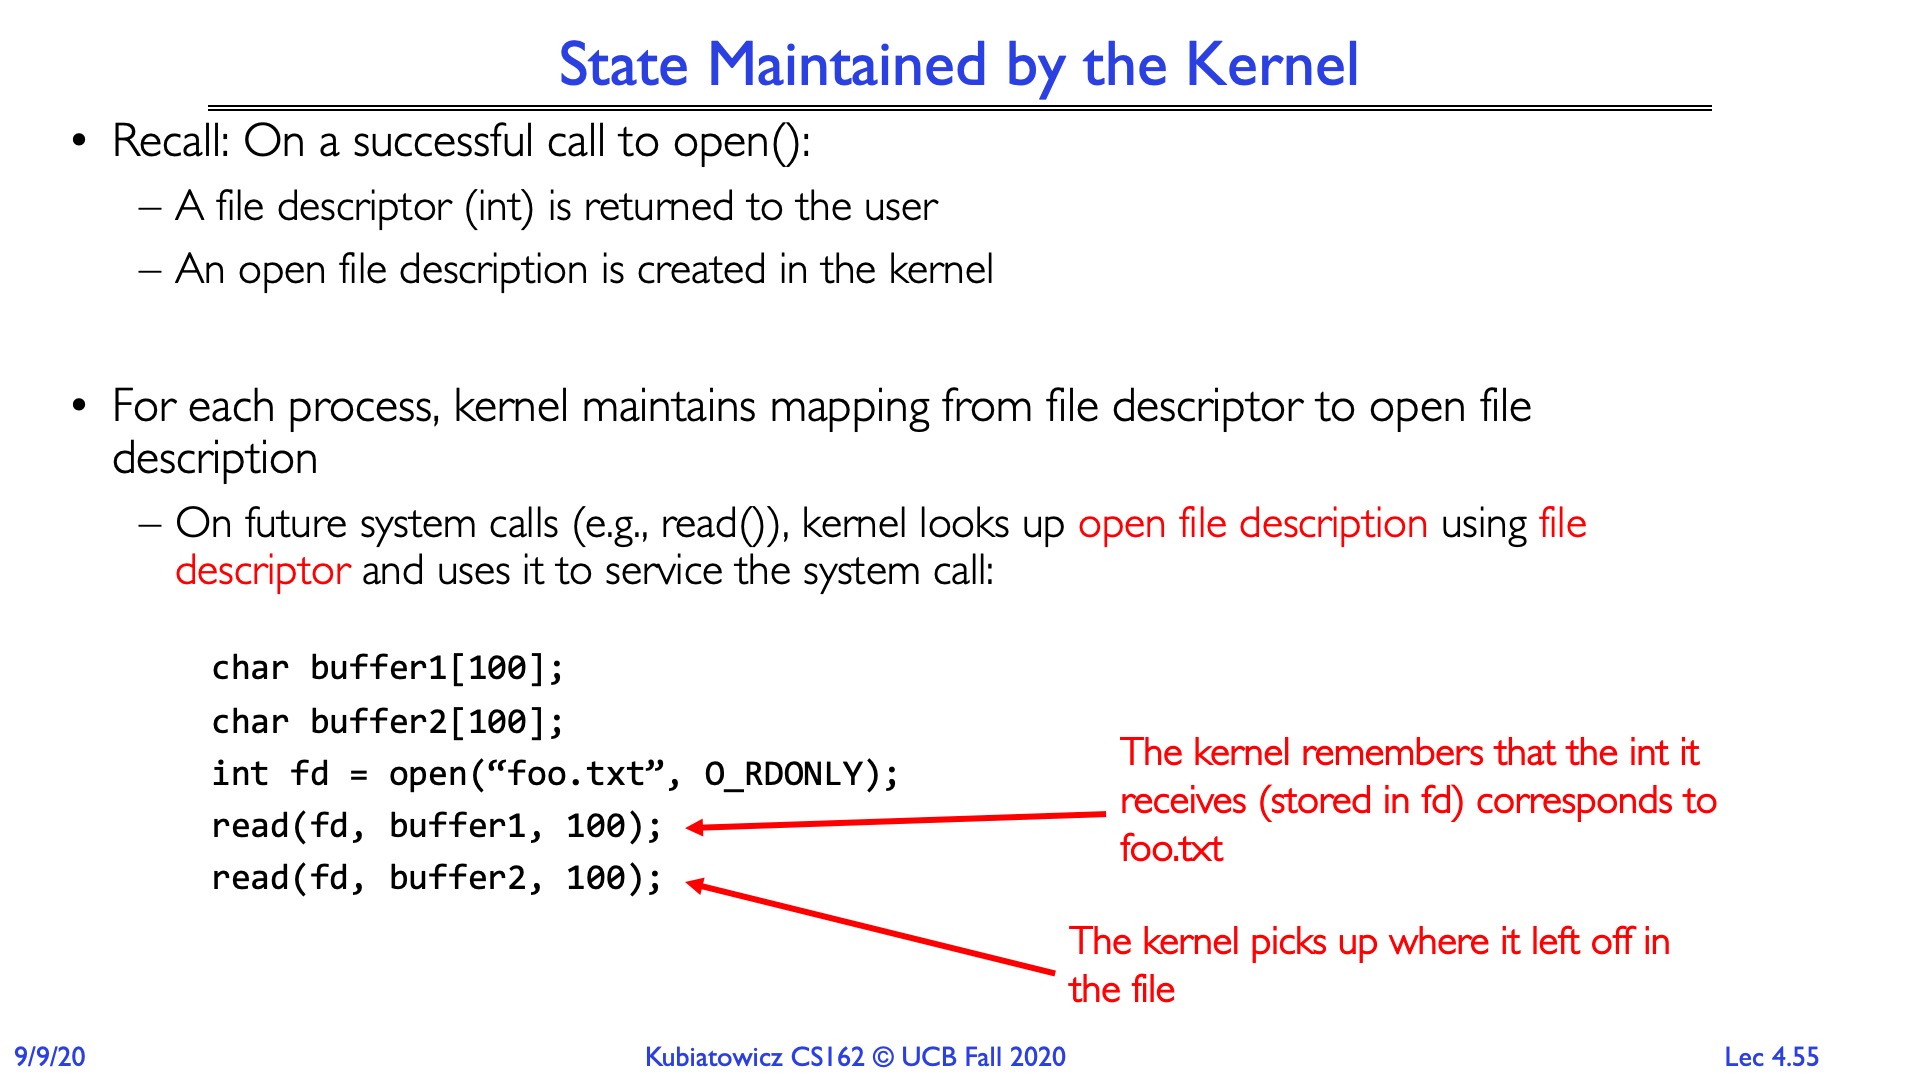 State Maintained by the Kernel
• Recall: On a successful call to open():
– A file descriptor (int) is returned to the user
– An open file description is created in the kernel
• For each process, kernel maintains mapping from file descriptor to open file
description
– On future system calls (e.g., read()), kernel looks up open file description using file
descriptor and uses it to service the system call:
char buffer1[100];
char buffer2[100];
int fd = open(“foo.txt”, O_RDONLY);
read(fd, buffer1, 100);
read(fd, buffer2, 100);
The kernel remembers that the int it
receives (stored in fd) corresponds to
foo.txt
The kernel picks up where it left off in
the file
9/9/20
Kubiatowicz CS162 © UCB Fall 2020
Lec 4.55